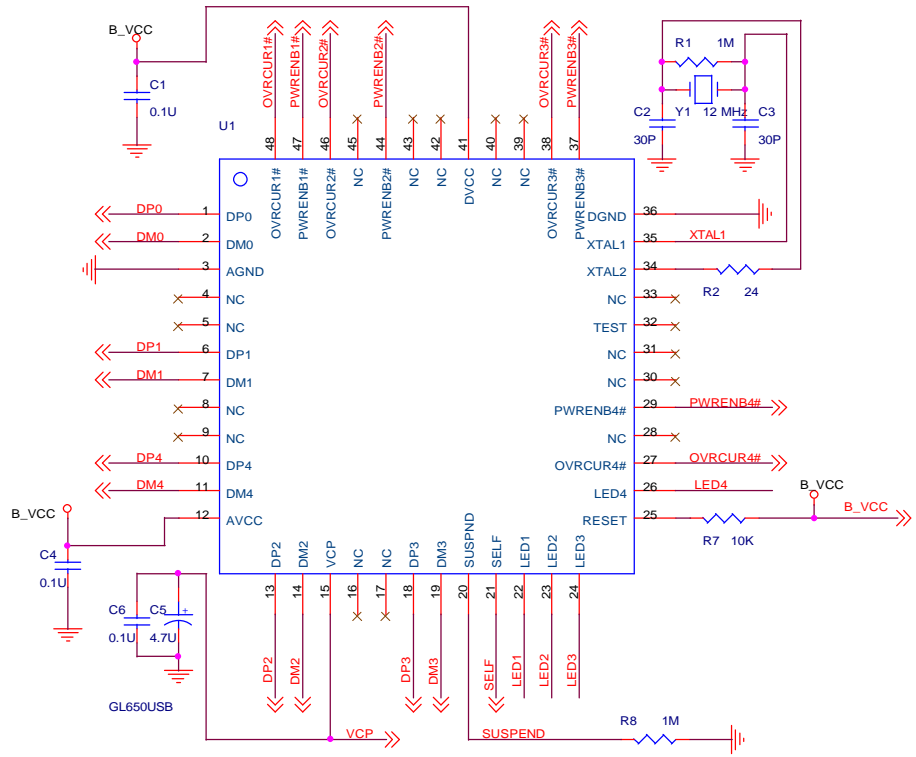 B_VCC
C1
0.1U
U1
OVRCUR1#
PWRENB1#
OVRCUR2#
PWRENB2#
OVRCUR3#
PWRENB3#
R1 1M
C2 Y1 12 MHz C3
30P 30P
48 47 46 45 44 43 42 41 40 39 38 37
OVRCUR1#
PWRENB1#
OVRCUR2#
NC
PWRENB2#
NC
NC
DVCC
NC
NC
OVRCUR3#
PWRENB3#
DP0 1 DP0
DM0 2 DM0
3 AGND
4 NC
5 NC
DP1 6 DP1
DM1 7 DM1
8 NC
9 NC
DP4 10 DP4
DM4 11 DM4
12 AVCC
DGND 36
XTAL1 35 XTAL1
XTAL2 34
R2 24
NC 33
TEST 32
NC 31
NC 30
PWRENB4# 29 PWRENB4#
NC 28
OVRCUR4# 27 OVRCUR4#
LED4 26 LED4
RESET 25
R7 10K
B_VCC
B_VCC
B_VCC
C4
0.1U
C6 C5
0.1U 4.7U
+
GL650USB
DP2
DM2
VCP
NC
NC
DP3
DM3
SUSPND
SELF
LED1
LED2
LED3
13 14 15 16 17 18 19 20 21 22 23 24
DP2
DM2
DP3
DM3
SELF
LED1
LED2
LED3
VCP
SUSPEND
R8 1M